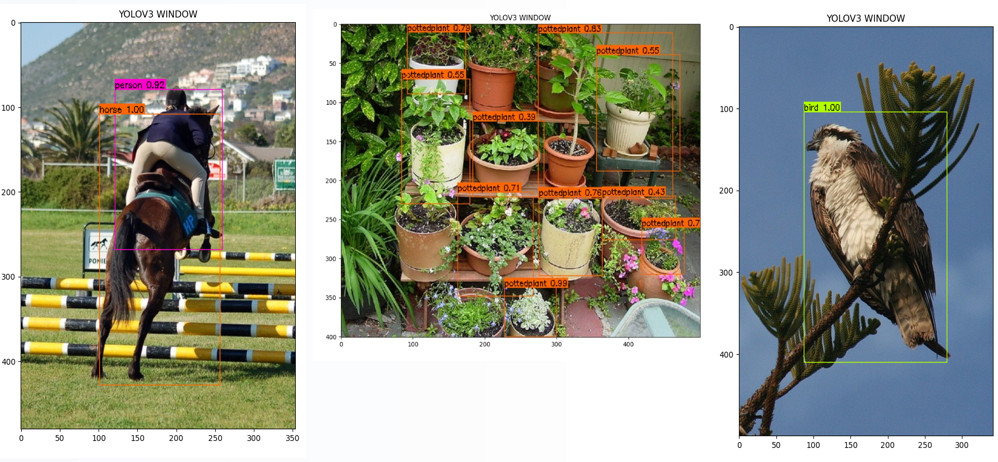 YOLOV3 WINDOW
0
100
200
300
400
0 50 100 150 200 250 300 350
person 0.92
horse 1.00
YOLOV3 WINDOW
0
50
100
150
200
250
300
350
400
0 100 200 300 400
pottedplant 0.79
pottedplant 0.83
pottedplant 0.55
pottedplant 0.55
pottedplant 0.39
pottedplant 0.71
pottedplant 0.76
pottedplant 0.43
pottedplant 0.7
pottedplant 0.99
YOLOV3 WINDOW
0
100
200
300
400
0 50 100 150 200 250 300
bird 1.00